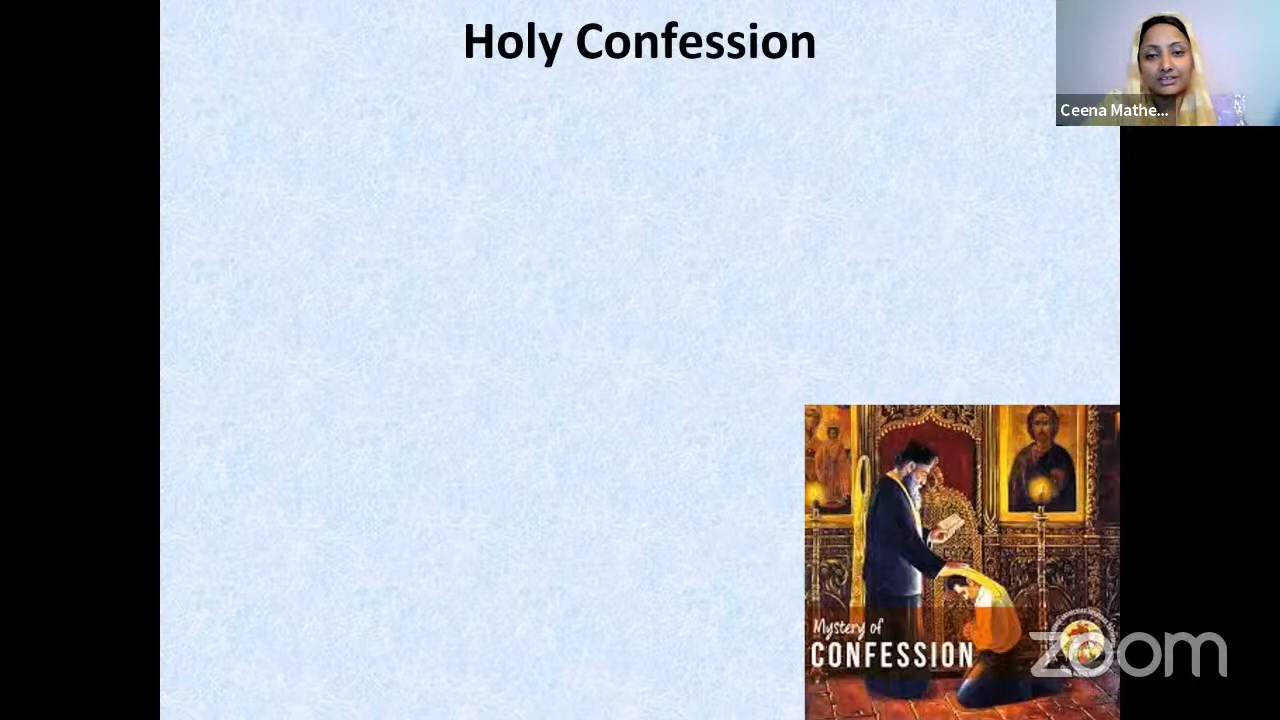 Holy Confession
Ceena Mathe...
Mystery of
CONFESSION
zoom